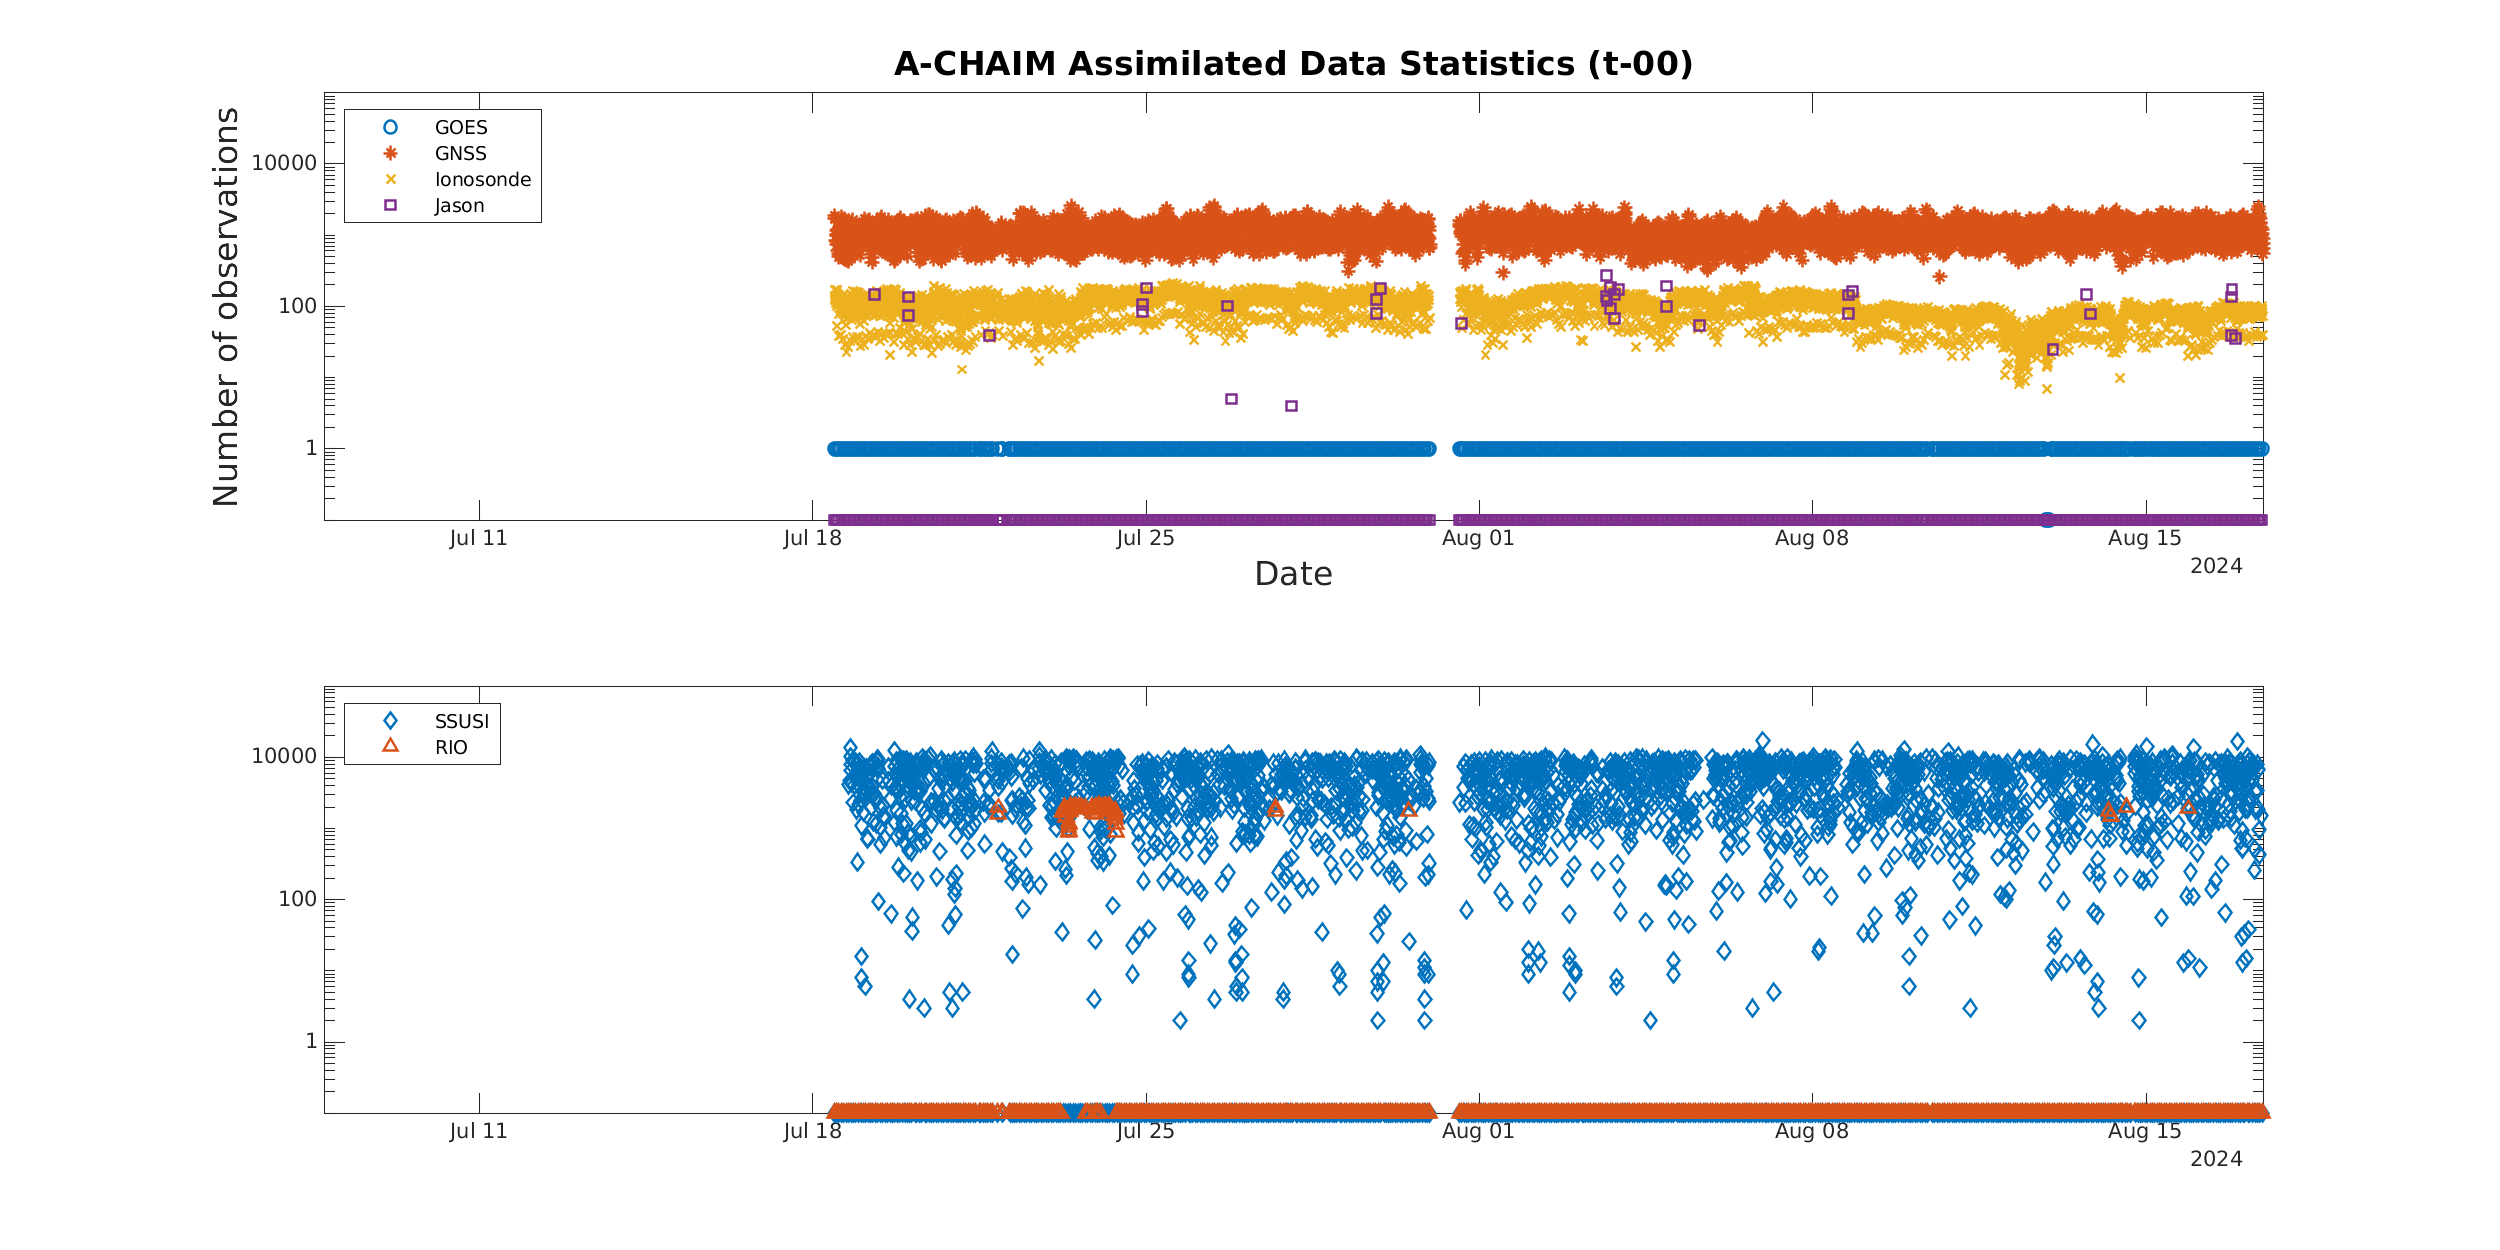 A-CHAIM Assimilated Data Statistics (t-00)
Number of observations
10000
100
1
GOES
GNSS
Ionosonde
Jason
Jul 11
Jul 18
Jul 25
Aug 01
Aug 08
Aug 15
2024
Date
10000
100
1
SSUSI
RIO
Jul 11
Jul 18
Jul 25
Aug 01
Aug 08
Aug 15
2024